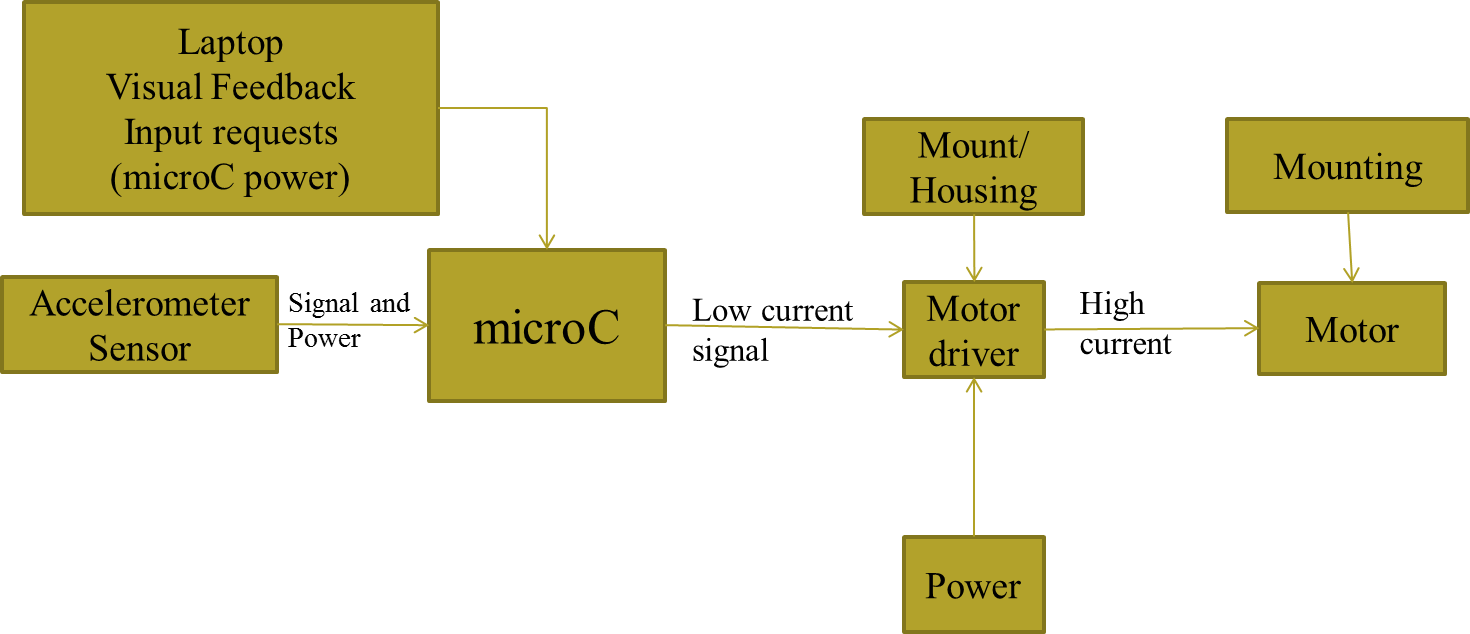 Laptop
Visual Feedback
Input requests
(microC power)
Mount/
Housing
Mounting
Accelerometer
Sensor
Signal and
Power
microC
Low current
signal
Motor
driver
High
current
Motor
Power